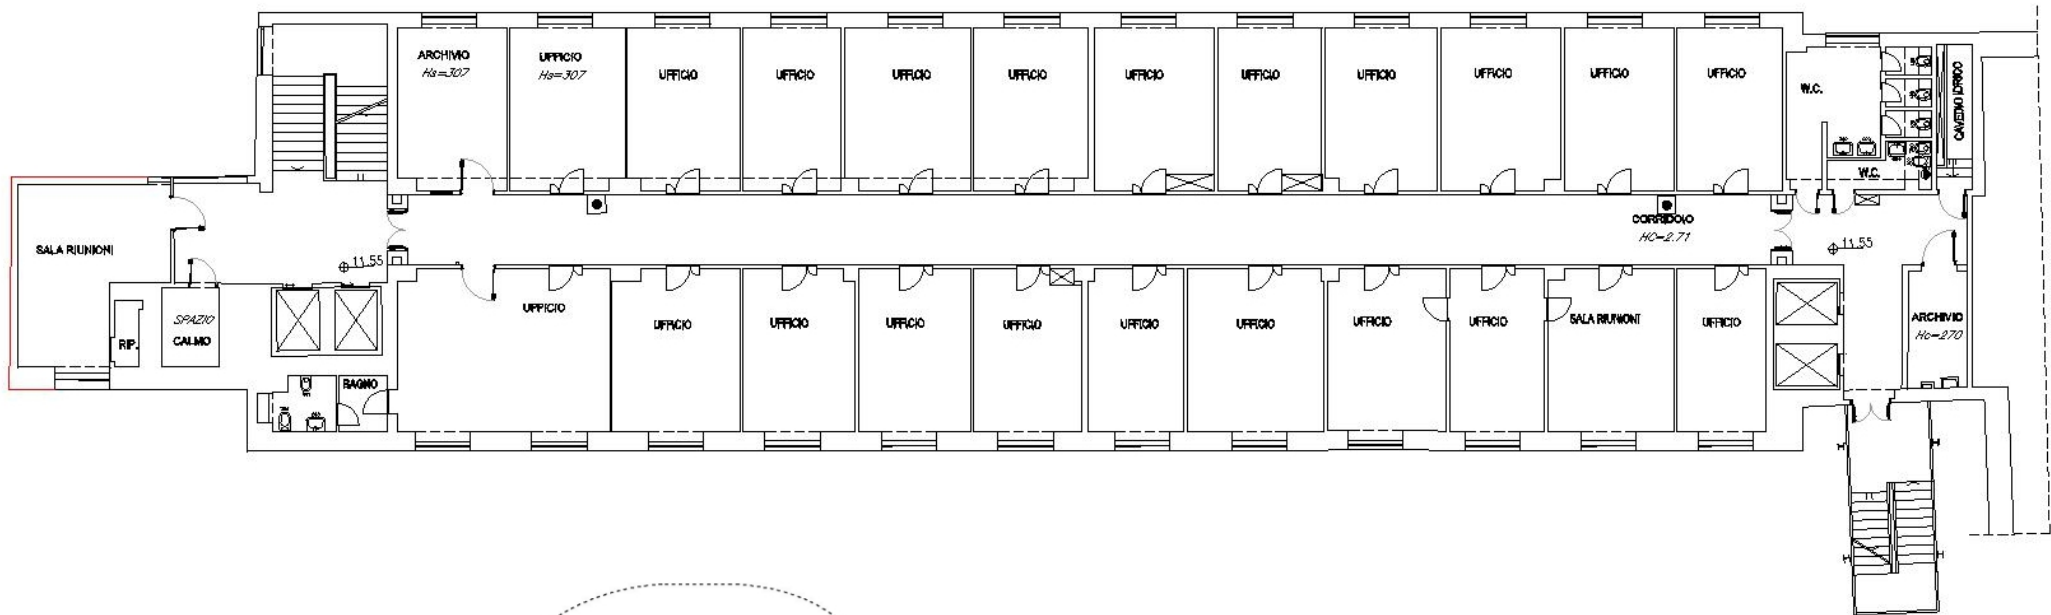 ARCHIVIO
Hs=307
UFFICIO
Hs=307
UFFICIO
UFFICIO
UFFICIO
UFFICIO
UFFICIO
UFFICIO
UFFICIO
UFFICIO
UFFICIO
UFFICIO
W.C.
CAVEDIO IDRICO
W.C.
CORRIDOIO
HC=2.71
SALA RIUNIONI
11.55
11.55
SPAZIO
CALMO
RIP.
BAGNO
UFFICIO
UFFICIO
UFFICIO
UFFICIO
UFFICIO
UFFICIO
UFFICIO
UFFICIO
UFFICIO
SALA RIUNIONI
UFFICIO
ARCHIVIO
Hc=270